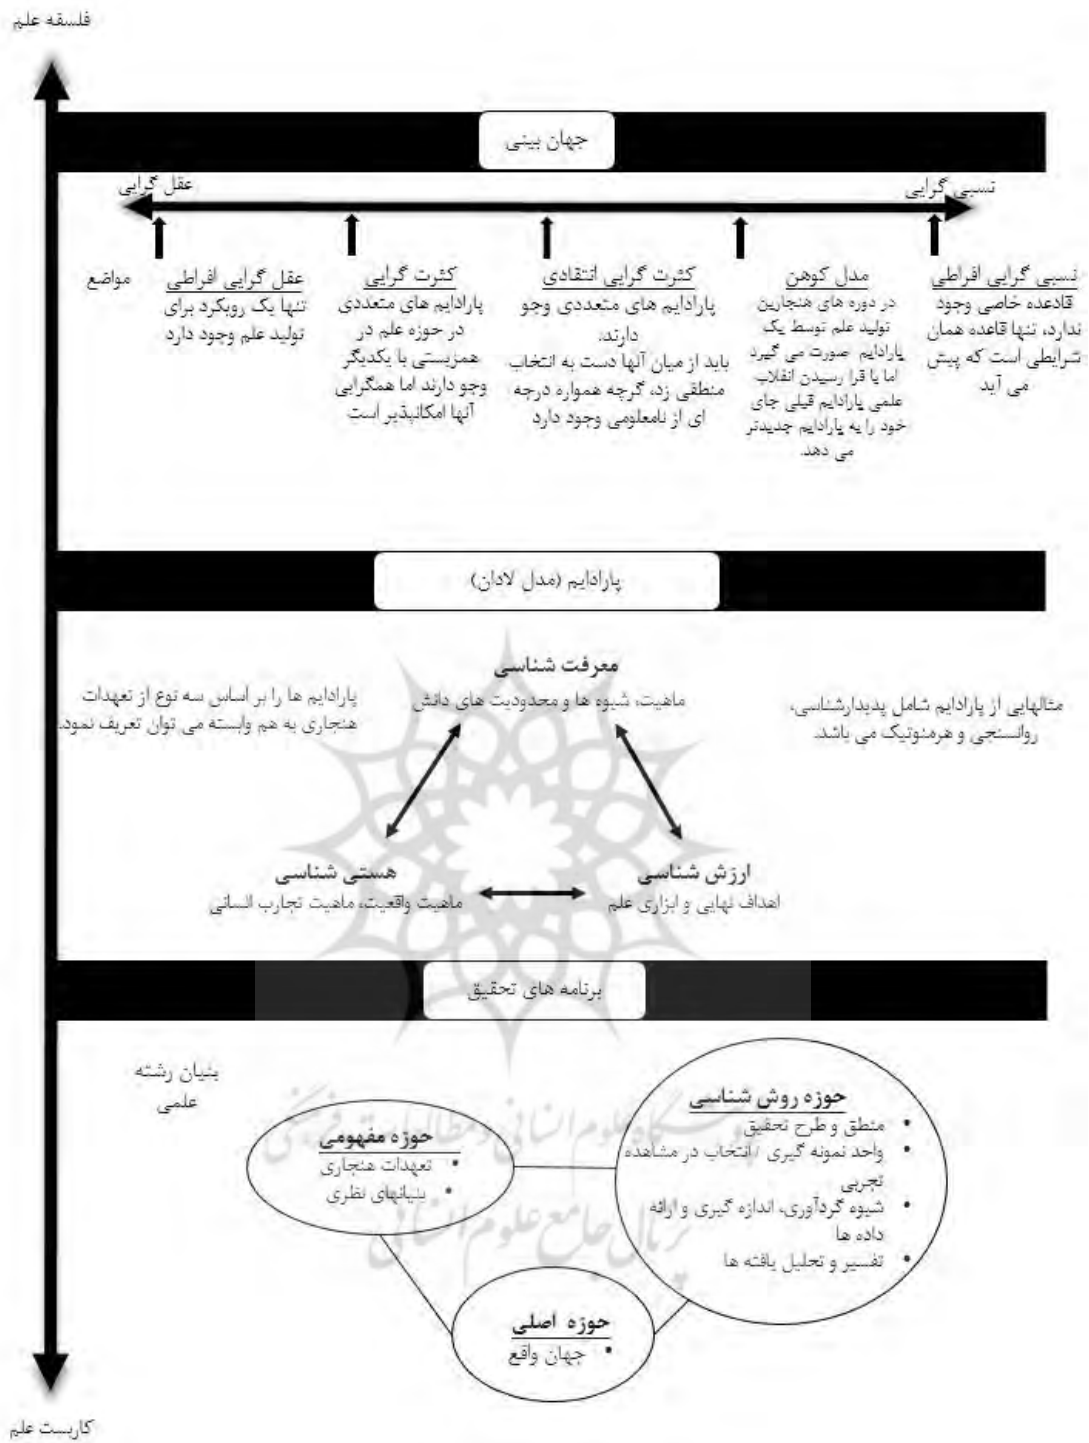 فلسفه علم
جهان بینی
نسبی گرایی
عقل گرایی
نسبی گرایی افراطی
قادعده خاصی وجود
ندارد، تنها قاعده همان
شرایطی است که پیش
می آید
مدل کوهن
در دوره های هنجارین
تولید علم توسط یک
پارادایم صورت می گیرد
اما با فرا رسیدن انقلاب
علمی پارادایم قبلی جای
خود را به پارادایم جدیدتر
می دهد.
کثرت گرایی انتقادی
پارادایم های متعددی وجو
دارند.
باید از میان آنها دست به انتخاب
منطقی زد، گرچه همواره درجه
ای از نامعلومی وجود دارد
کثرت گرایی
پارادایم های متعددی
در حوزه علم در
همزیستی با یکدیگر
وجو دارند اما همگرایی
آنها امکانپذیر است
عقل گرایی افراطی
تنها یک رویکرد برای
تولید علم وجود دارد
مواضع
پارادایم (مدل لادان)
معرفت شناسی
ماهیت، شیوه ها و محدودیت های دانش
مثالهایی از پارادایم شامل پدیدارشناسی،
روانسنجی و هرمنوتیک می باشد.
پارادایم ها را بر اساس سه نوع از تعهدات
هنجاری به هم وابسته می توان تعریف نمود.
ارزش شناسی
اهداف نهایی و ابزاری علم
هستی شناسی
ماهیت واقعیت، ماهیت تجارب انسانی
برنامه های تحقیق
بنیان رشته
علمی
حوزه روش شناسی
• منطق و طرح تحقیق
• واحد نمونه گیری / انتخاب در مشاهده
تجربی
• شیوه گردآوری، اندازه گیری و ارائه
داده ها
• تفسیر و تحلیل یافته ها
حوزه مفهومی
• تعهدات هنجاری
• بنیانهای نظری
حوزه اصلی
• جهان واقع
پژوهشگاه علوم انسانی و مطالعات فرهنگی
پرتال جامع علوم انسانی
کاربست علم